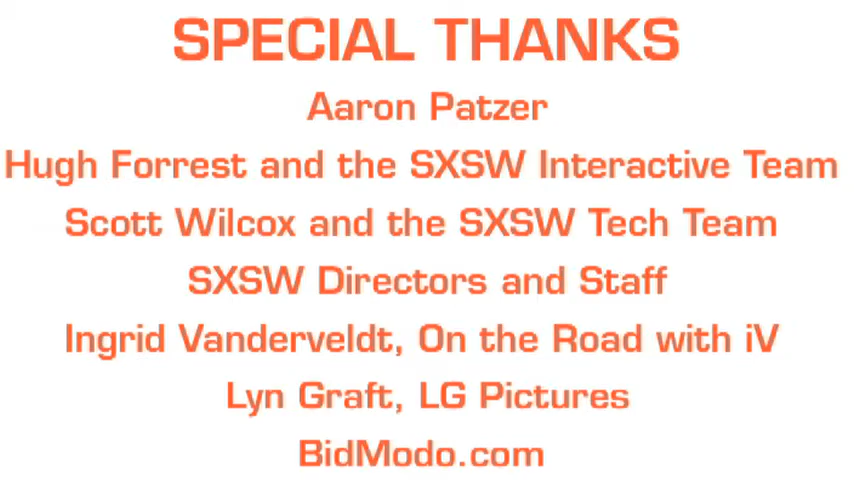 SPECIAL THANKS
Aaron Patzer
Hugh Forrest and the SXSW Interactive Team
Scott Wilcox and the SXSW Tech Team
SXSW Directors and Staff
Ingrid Vanderveldt, On the Road with iV
Lyn Graft, LG Pictures
BidModo.com